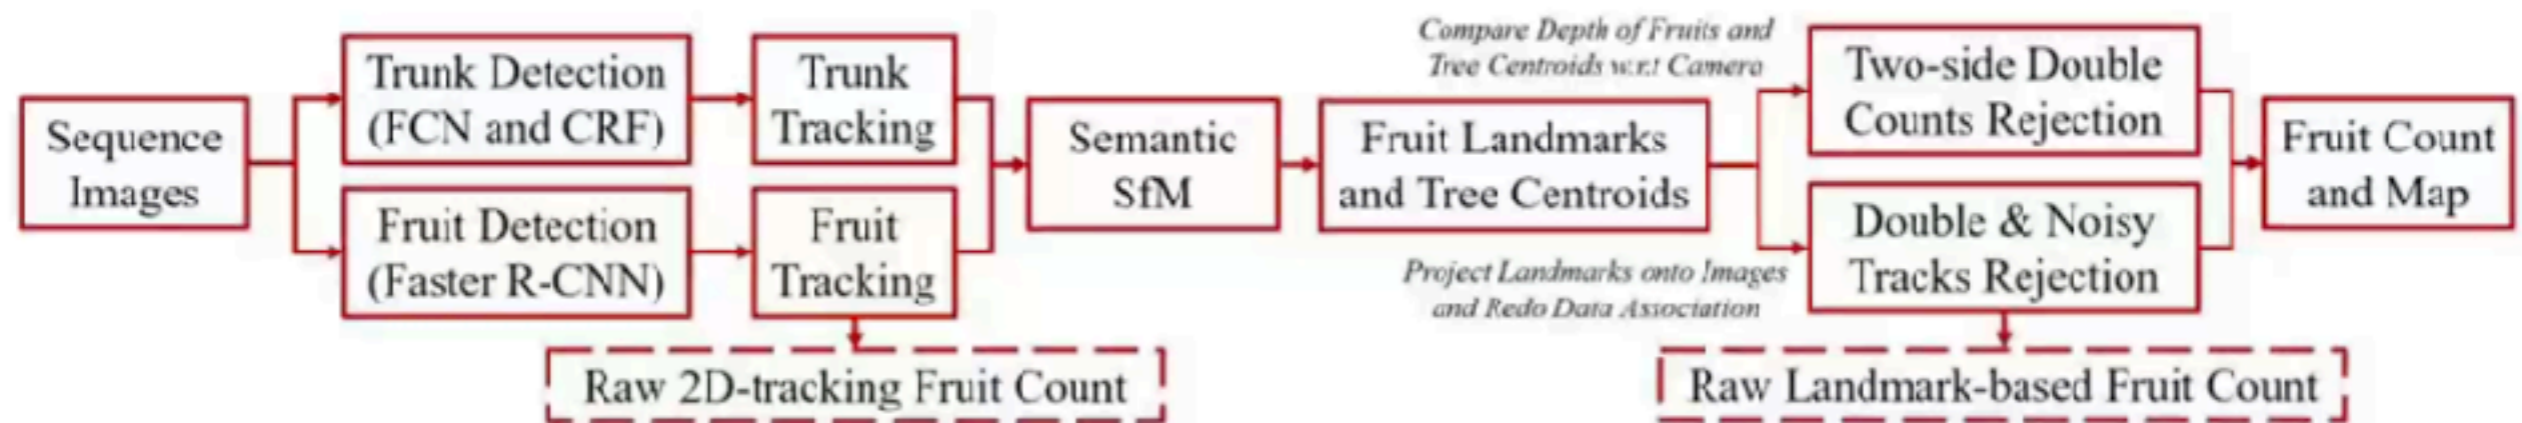 Sequence
Images
Trunk Detection
(FCN and CRF)
Trunk
Tracking
Fruit Detection
(Faster R-CNN)
Fruit
Tracking
Raw 2D-tracking Fruit Count
Semantic
SfM
Fruit Landmarks
and Tree Centroids
Compare Depth of Fruits and
Tree Centroids w.r.t Camera
Project Landmarks onto Images
and Redo Data Association
Two-side Double
Counts Rejection
Double & Noisy
Tracks Rejection
Raw Landmark-based Fruit Count
Fruit Count
and Map